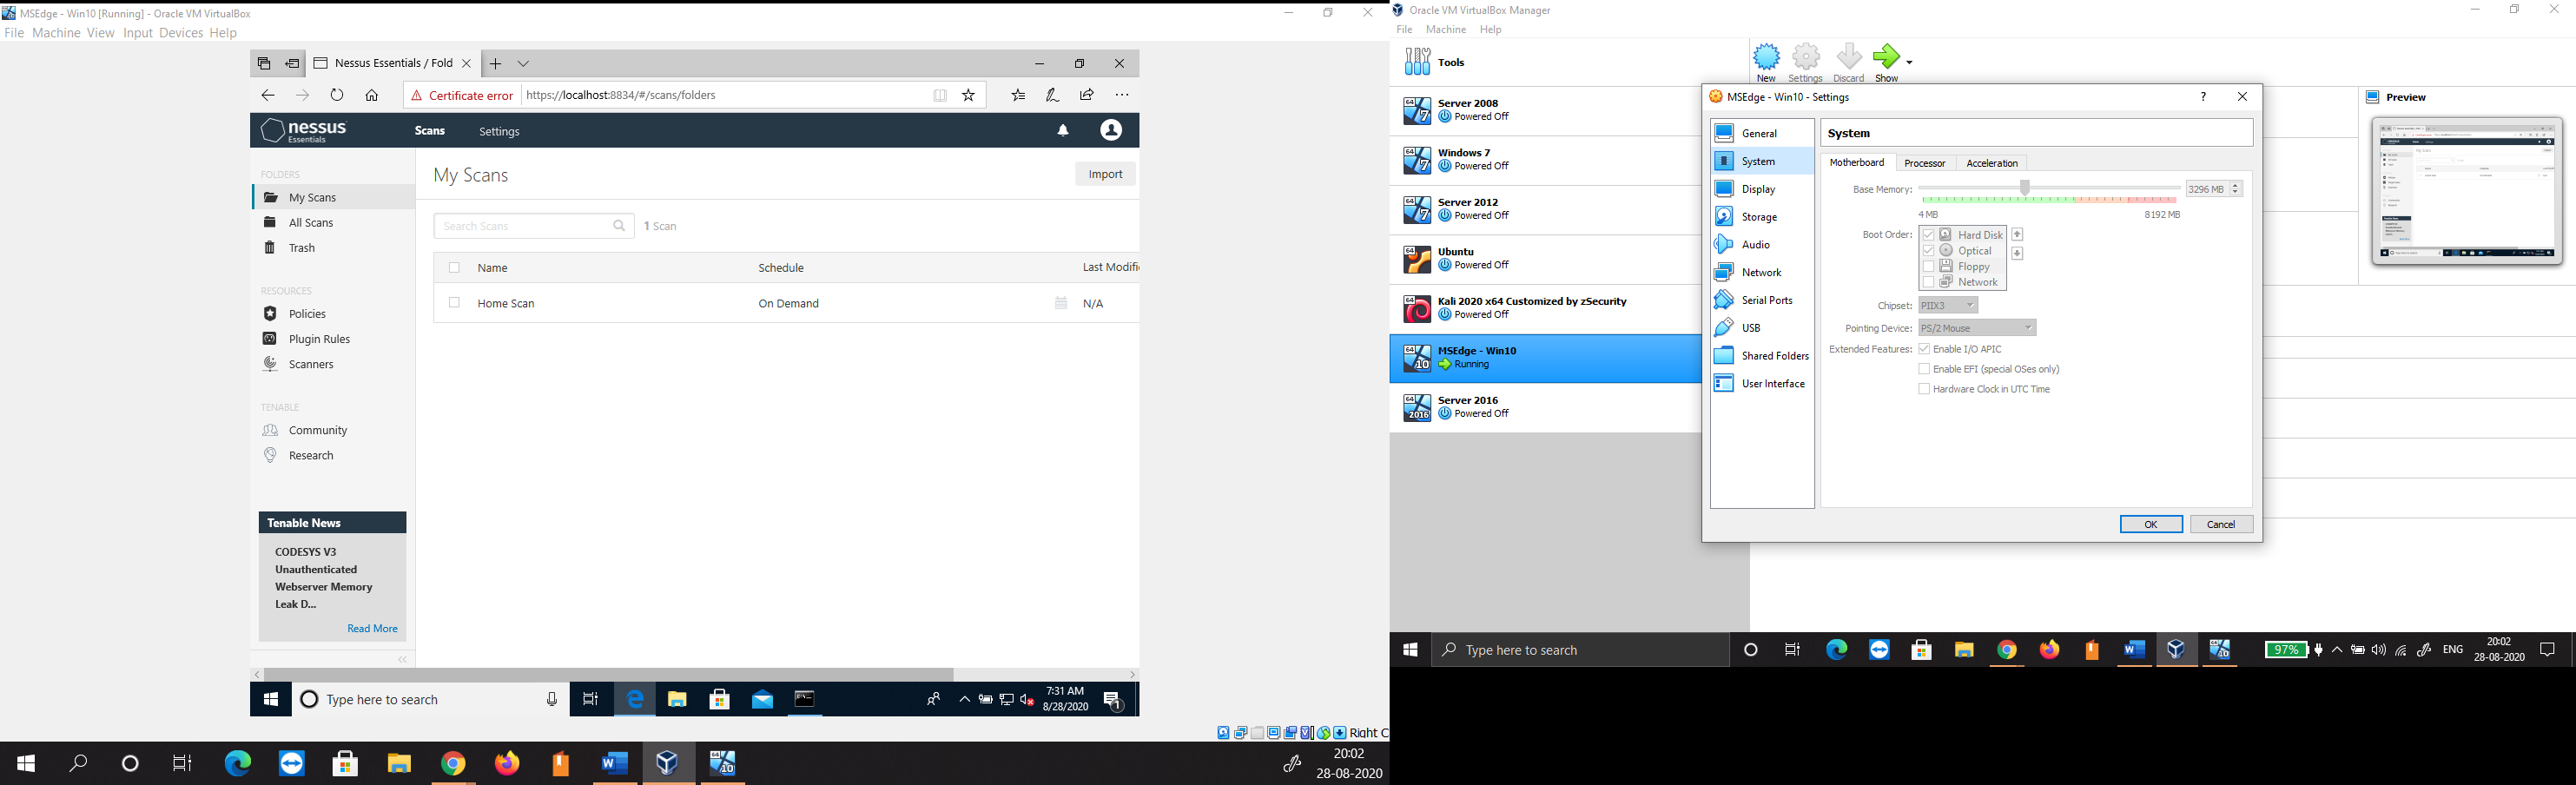 MSEdge - Win10 [Running] - Oracle VM VirtualBox
File Machine View Input Devices Help
Nessus Essentials / Fold
Certificate error https://localhost:8834/#/scans/folders
nessus Essentials
Scans Settings
FOLDERS
My Scans
All Scans
Trash
RESOURCES
Policies
Plugin Rules
Scanners
TENABLE
Community
Research
Tenable News
CODESYS V3
Unauthenticated
Webserver Memory
Leak D...
Read More
My Scans
Import
Search Scans 1 Scan
Name Schedule Last Modifi
Home Scan On Demand N/A
Type here to search
7:31 AM
8/28/2020
1
Right C
20:02
28-08-2020
Oracle VM VirtualBox Manager
File Machine Help
Tools
New Settings Discard Show
Server 2008
Powered Off
Windows 7
Powered Off
Server 2012
Powered Off
Ubuntu
Powered Off
Kali 2020 x64 Customized by zSecurity
Powered Off
MSEdge - Win10
Running
Server 2016
Powered Off
MSEdge - Win10 - Settings
?
General
System
Display
Storage
Audio
Network
Serial Ports
USB
Shared Folders
User Interface
System
Motherboard Processor Acceleration
Base Memory: 3296 MB
4 MB 8192 MB
Boot Order: Hard Disk
Optical
Floppy
Network
Chipset: PIIX3
Pointing Device: PS/2 Mouse
Extended Features: Enable I/O APIC
Enable EFI (special OSes only)
Hardware Clock in UTC Time
OK Cancel
Preview
Type here to search
97%
ENG
20:02
28-08-2020